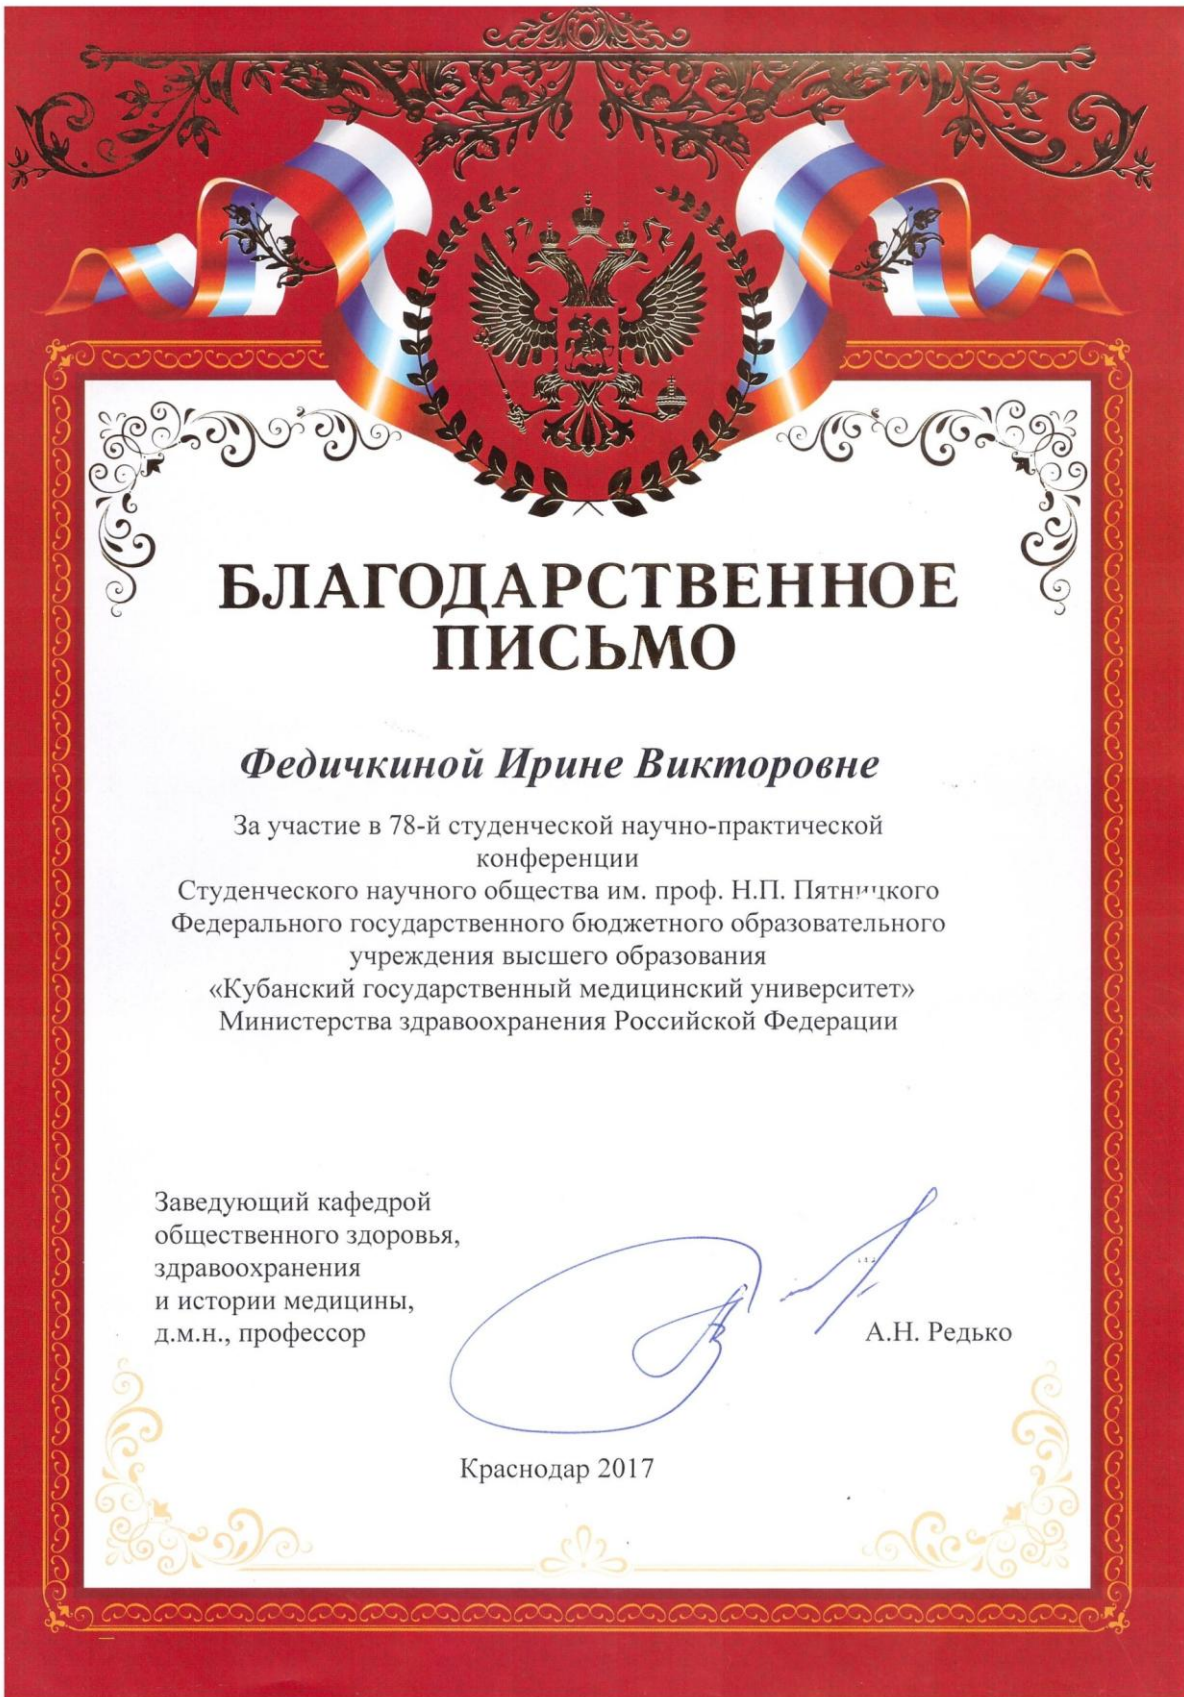 БЛАГОДАРСТВЕННОЕ
ПИСЬМО
Федичкиной Ирине Викторовне
За участие в 78-й студенческой научно-практической
конференции
Студенческого научного общества им. проф. Н.П. Пятницкого
Федерального государственного бюджетного образовательного
учреждения высшего образования
«Кубанский государственный медицинский университет»
Министерства здравоохранения Российской Федерации
Заведующий кафедрой
общественного здоровья,
здравоохранения
и истории медицины,
д.м.н., профессор
А.Н. Редько
Краснодар 2017